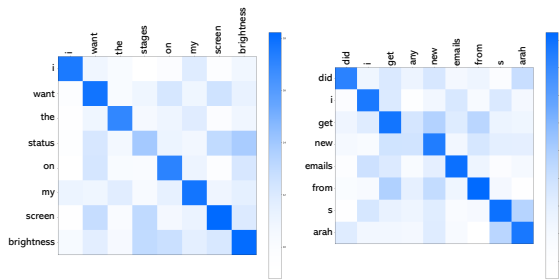 i want the stages on my screen brightness
i
want
the
status
on
my
screen
brightness
did i get any new emails from s arah
did
i
get
new
emails
from
s
arah